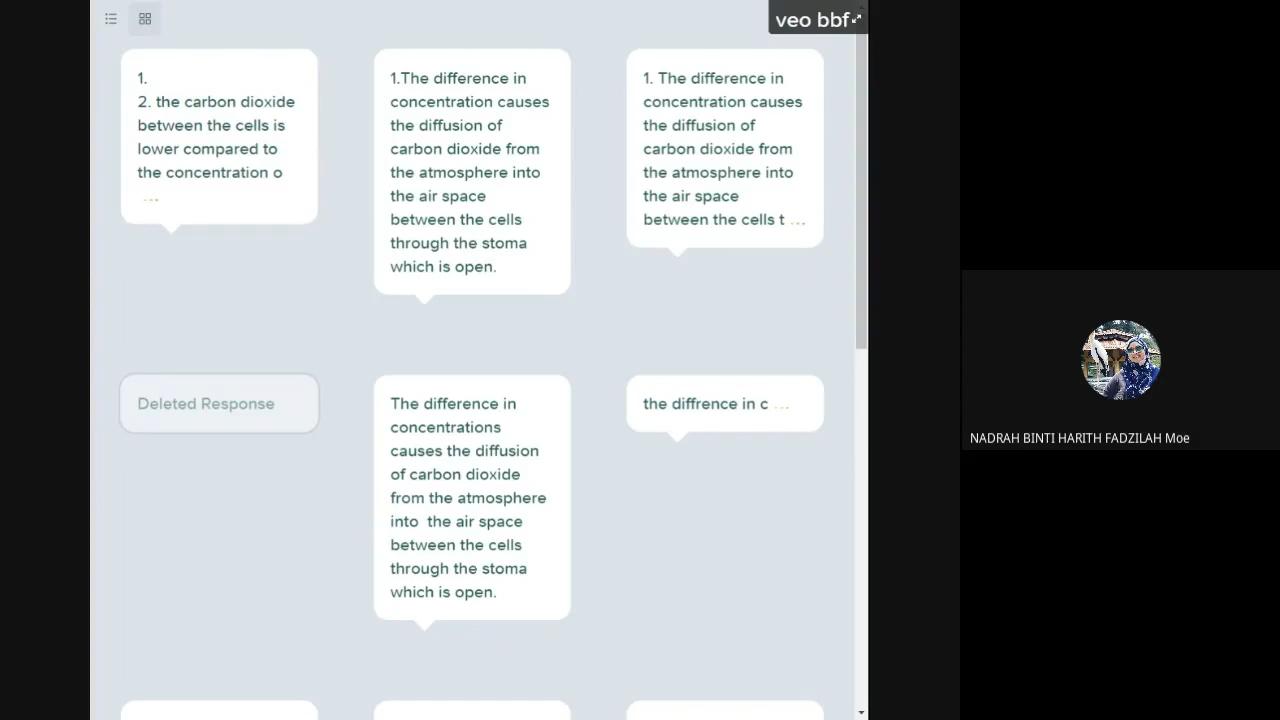 veo bbf
1.
2. the carbon dioxide
between the cells is
lower compared to
the concentration o
...
1.The difference in
concentration causes
the diffusion of
carbon dioxide from
the atmosphere into
the air space
between the cells
through the stoma
which is open.
1. The difference in
concentration causes
the diffusion of
carbon dioxide from
the atmosphere into
the air space
between the cells t ...
Deleted Response
The difference in
concentrations
causes the diffusion
of carbon dioxide
from the atmosphere
into the air space
between the cells
through the stoma
which is open.
the diffrence in c ...
NADRAH BINTI HARITH FADZILAH Moe